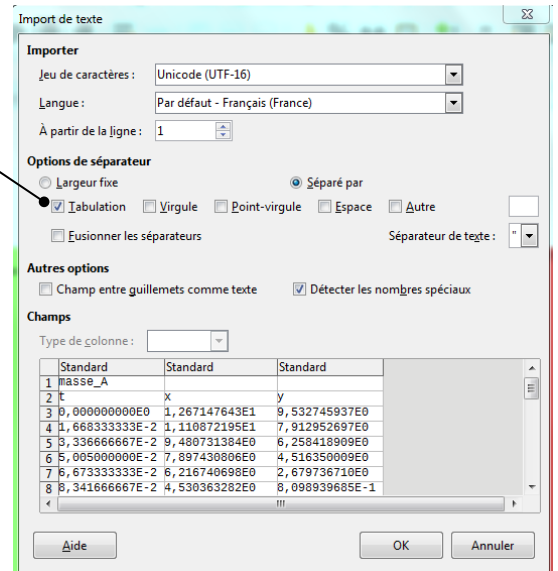 Import de texte
Importer
Jeu de caractères : Unicode (UTF-16)
Langue : Par défaut - Français (France)
À partir de la ligne : 1
Options de séparateur
Largeur fixe Séparé par
Tabulation Virgule Point-virgule Espace Autre
Fusionner les séparateurs Séparateur de texte : "
Autres options
Champ entre guillemets comme texte Détecter les nombres spéciaux
Champs
Type de colonne :
Standard Standard Standard
1 masse_A
2 t x y
3 0,000000000E0 1,267147643E1 9,532745937E0
4 1,668333333E-2 1,110872195E1 7,912952697E0
5 3,336666667E-2 9,480731384E0 6,258418909E0
6 5,005000000E-2 7,897430806E0 4,516350009E0
7 6,673333333E-2 6,216740698E0 2,679736710E0
8 8,341666667E-2 4,530363282E0 8,098939685E-1
Aide OK Annuler